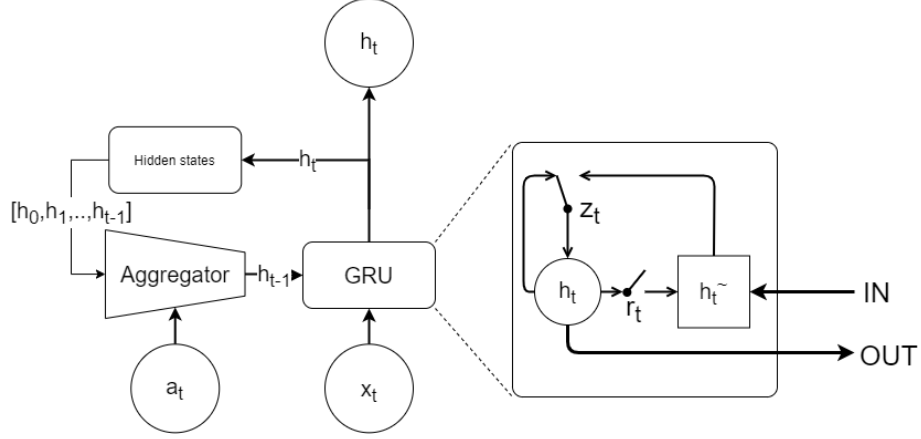 h_t
Hidden states
h_t
[h_0,h_1,..,h_{t-1}]
z_t
Aggregator
h_{t-1}
GRU
h_t
r_t
h_t~
IN
OUT
a_t
x_t